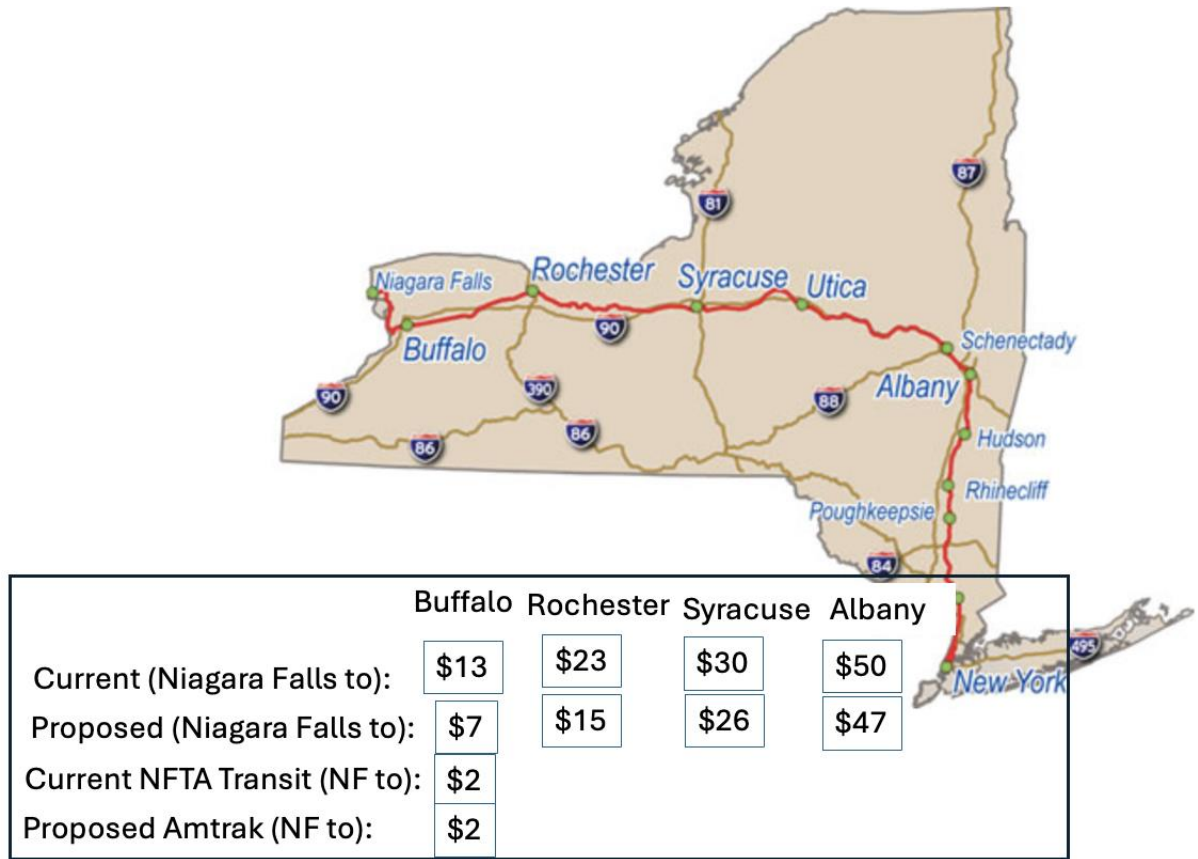 87
81
Niagara Falls
Rochester
Syracuse
Utica
90
Buffalo
Schenectady
Albany
90
390
88
86
86
Hudson
Rhinecliff
Poughkeepsie
84
Buffalo Rochester Syracuse Albany
495
Current (Niagara Falls to): $13 $23 $30 $50
New York
Proposed (Niagara Falls to): $7 $15 $26 $47
Current NFTA Transit (NF to): $2
Proposed Amtrak (NF to): $2